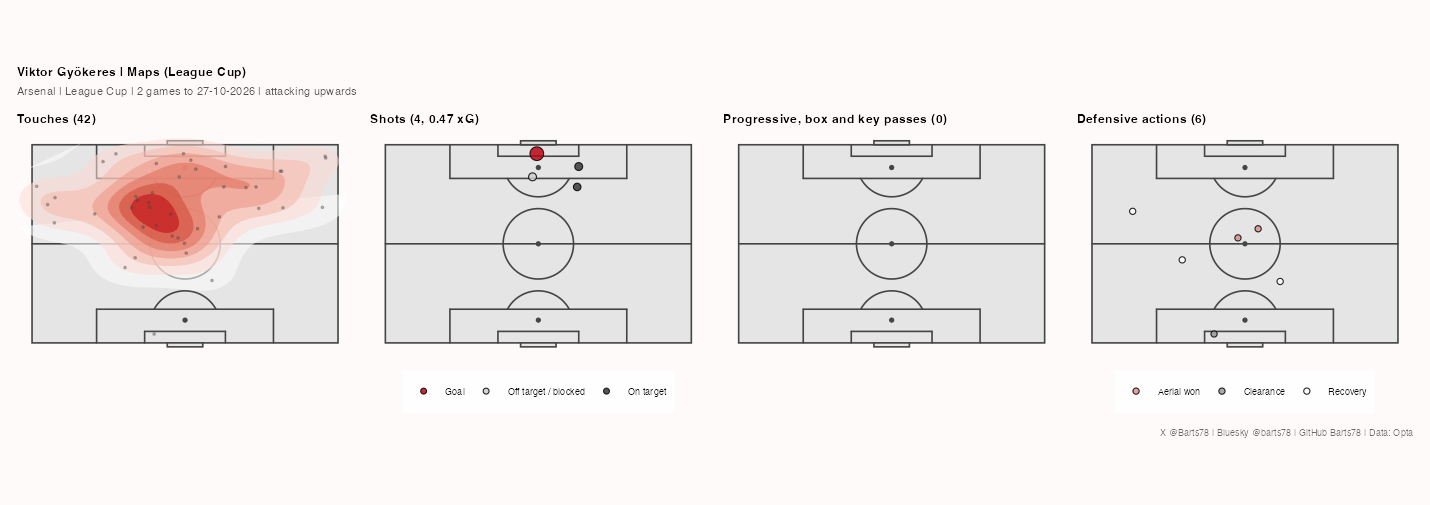 Viktor Gyökeres | Maps (League Cup)
Arsenal | League Cup | 2 games to 27-10-2026 | attacking upwards
Touches (42)
Shots (4, 0.47 xG)
Progressive, box and key passes (0)
Defensive actions (6)
Goal
Off target / blocked
On target
Aerial won
Clearance
Recovery
X @Barts78 | Bluesky @barts78 | GitHub Barts78 | Data: Opta